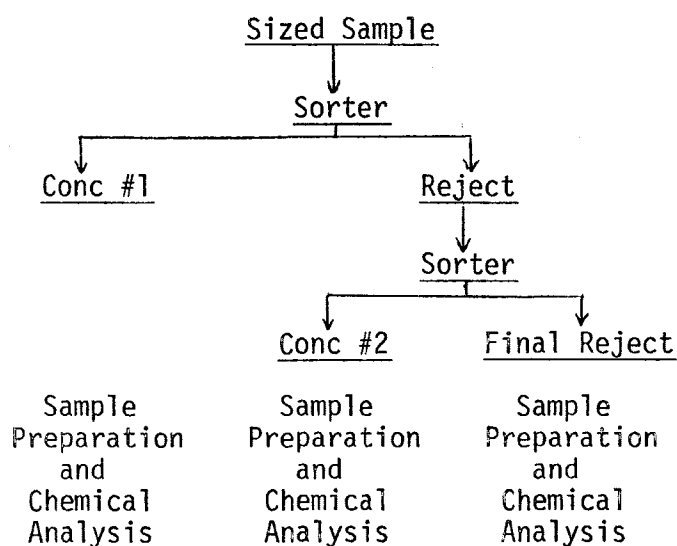 Sized Sample
Sorter
Conc #1
Reject
Sorter
Conc #2
Final Reject
Sample Preparation and Chemical Analysis
Sample Preparation and Chemical Analysis
Sample Preparation and Chemical Analysis